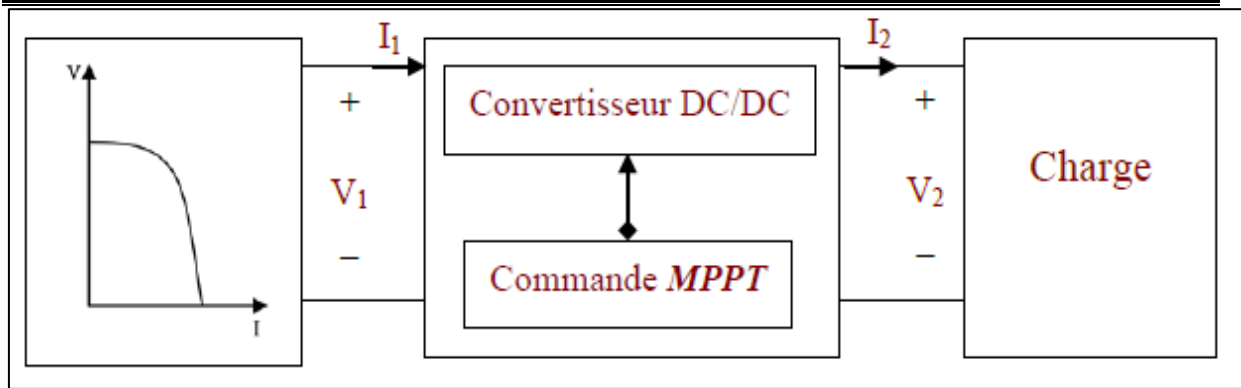 I₁
I₂
V
+
Convertisseur DC/DC
+
V₁
V₂
Charge
−
Commande MPPT
−
I